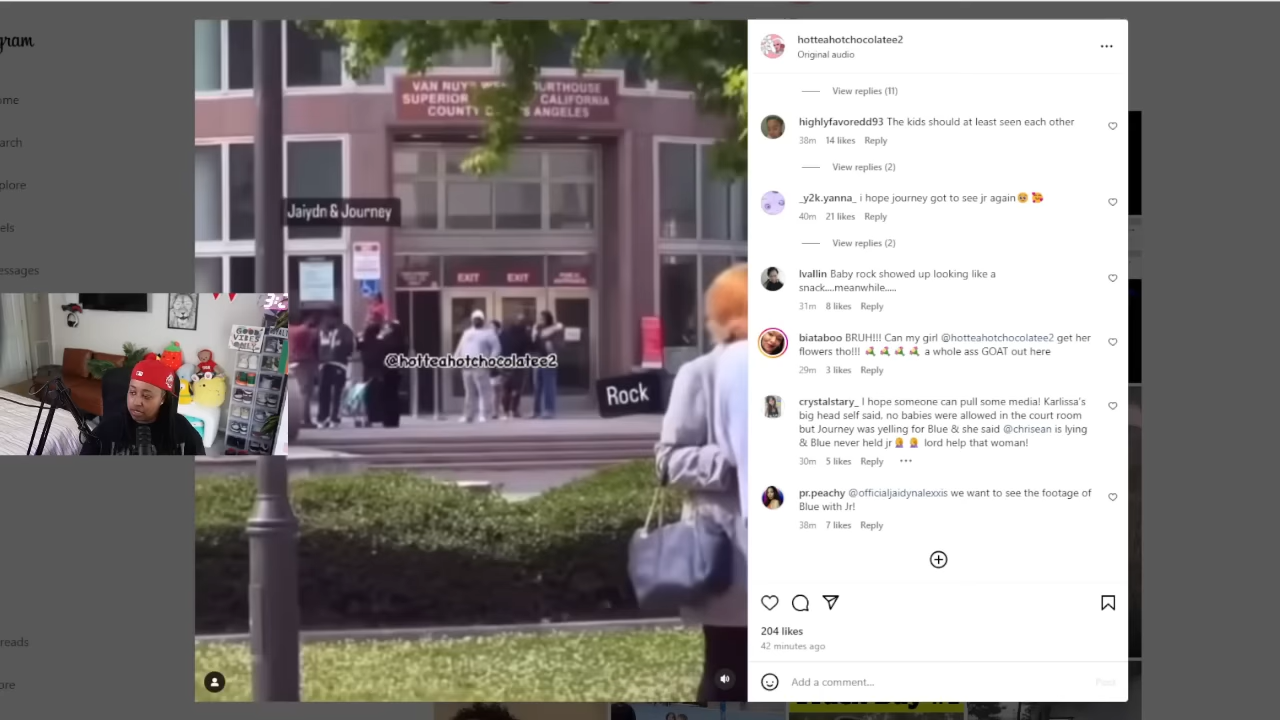 gram
ome
arch
plore
els
essages
reads
ore
VAN NUYS
OURTHOUSE
SUPERIOR
CALIFORNIA
COUNTY
ANGELES
Jaiydn & Journey
EXIT
EXIT
@hotteahotchocolatee2
Rock
GOOD
VIBES
ONLY
hotteahotchocolatee2
Original audio
View replies (11)
highlyfavoredd93 The kids should at least seen each other
38m 14 likes Reply
View replies (2)
_y2k.yanna_ i hope journey got to see jr again🥹 🥰
40m 21 likes Reply
View replies (2)
lvallin Baby rock showed up looking like a
snack....meanwhile.....
31m 8 likes Reply
biataboo BRUH!!! Can my girl @hotteahotchocolatee2 get her
flowers tho!!! 💐 💐 💐 💐 a whole ass GOAT out here
29m 3 likes Reply
crystalstary_ I hope someone can pull some media! Karlissa's
big head self said, no babies were allowed in the court room
but Journey was yelling for Blue & she said @chrisean is lying
& Blue never held jr🤦‍♀️ 🤦‍♀️ lord help that woman!
30m 5 likes Reply
pr.peachy @officialjaidynalexxis we want to see the footage of
Blue with Jr!
38m 7 likes Reply
204 likes
42 minutes ago
Add a comment...
Post